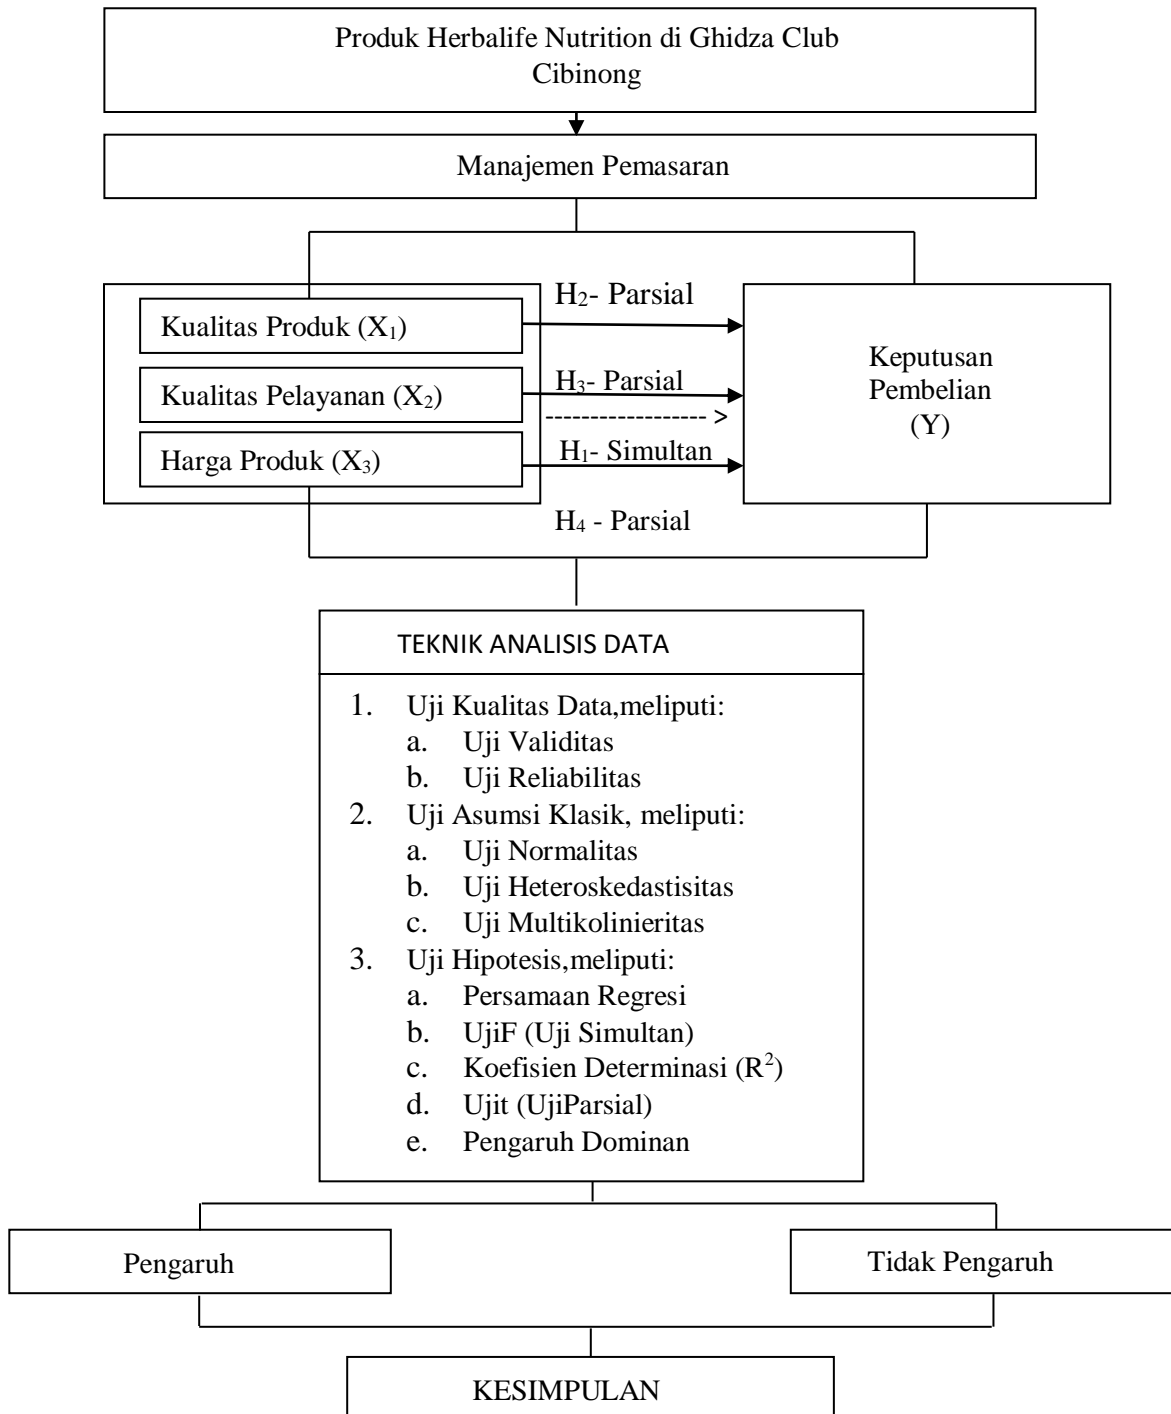 Produk Herbalife Nutrition di Ghidza Club
Cibinong
Manajemen Pemasaran
H₂- Parsial
Kualitas Produk (X₁)
Kualitas Pelayanan (X₂)
H₃- Parsial
------------------ >
Harga Produk (X₃)
H₁- Simultan
H₄ - Parsial
Keputusan
Pembelian
(Y)
TEKNIK ANALISIS DATA
1. Uji Kualitas Data,meliputi:
a. Uji Validitas
b. Uji Reliabilitas
2. Uji Asumsi Klasik, meliputi:
a. Uji Normalitas
b. Uji Heteroskedastisitas
c. Uji Multikolinieritas
3. Uji Hipotesis,meliputi:
a. Persamaan Regresi
b. UjiF (Uji Simultan)
c. Koefisien Determinasi (R²)
d. Ujit (UjiParsial)
e. Pengaruh Dominan
Pengaruh
Tidak Pengaruh
KESIMPULAN